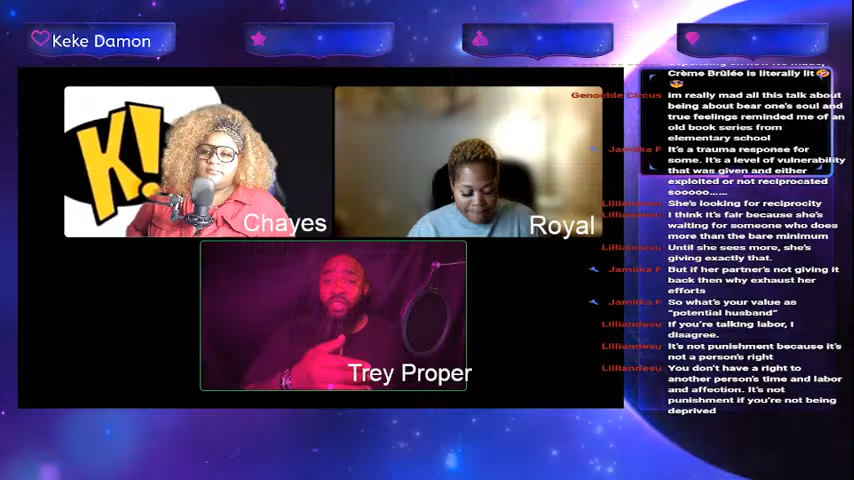 Keke Damon
Crème Brûlée is literally lit
Genocide Circus im really mad all this talk about
being about bear one's soul and
true feelings reminded me of an
old book series from
elementary school
Jamiika F It's a trauma response for
some. It's a level of vulnerability
that was given and either
exploited or not reciprocated
sooooo......
She's looking for reciprocity
I think it's fair because she's
waiting for someone who does
more than the bare minimum
Until she sees more, she's
giving exactly that.
Jamiika F But if her partner's not giving it
back then why exhaust her
efforts
Jamiika F So what's your value as
"potential husband"
Lilliandesu If you're talking labor, I
disagree.
Lilliandesu It's not punishment because it's
not a person's right
Lilliandesu You don't have a right to
another person's time and labor
and affection. It's not
punishment if you're not being
deprived
K!
Chayes
Royal
Trey Proper